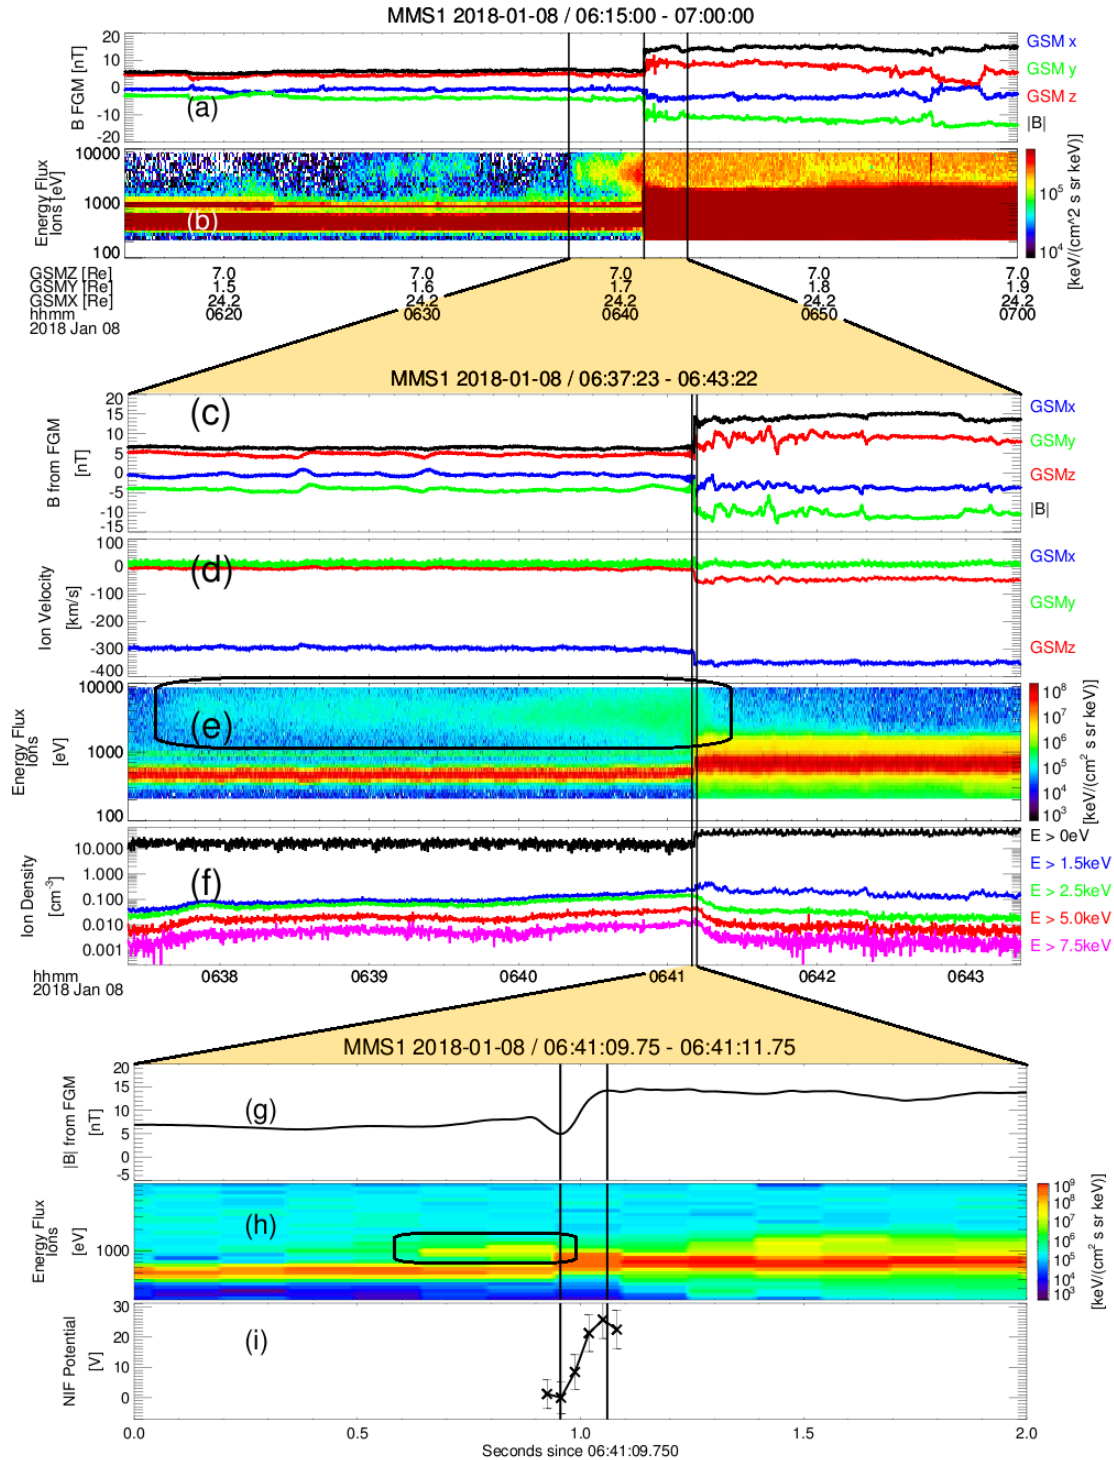 MMS1 2018-01-08 / 06:15:00 - 07:00:00
B FGM [nT]
20
10
0
-10
-20
(a)
GSM x
GSM y
GSM z
|B|
Energy Flux
Ions [eV]
10000
1000
100
(b)
10^5
10^4
[keV/(cm^2 s sr keV)]
GSMZ [Re] 7.0 7.0 7.0 7.0 7.0
GSMY [Re] 1.5 1.6 1.7 1.8 1.9
GSMX [Re] 24.2 24.2 24.2 24.2 24.2
hhmm 0620 0630 0640 0650 0700
2018 Jan 08
MMS1 2018-01-08 / 06:37:23 - 06:43:22
B from FGM
[nT]
20
15
10
5
0
-5
-10
-15
(c)
GSMx
GSMy
GSMz
|B|
Ion Velocity
[km/s]
100
0
-100
-200
-300
-400
(d)
GSMx
GSMy
GSMz
Energy Flux
Ions
[eV]
10000
1000
100
(e)
10^8
10^7
10^6
10^5
10^4
10^3
[keV/(cm² s sr keV)]
Ion Density
[cm⁻³]
10.000
1.000
0.100
0.010
0.001
(f)
E > 0eV
E > 1.5keV
E > 2.5keV
E > 5.0keV
E > 7.5keV
hhmm 0638 0639 0640 0641 0642 0643
2018 Jan 08
MMS1 2018-01-08 / 06:41:09.75 - 06:41:11.75
|B| from FGM
[nT]
20
15
10
5
0
-5
(g)
Energy Flux
Ions
[eV]
1000
(h)
10^9
10^8
10^7
10^6
10^5
10^4
10^3
[keV/(cm² s sr keV)]
NIF Potential
[V]
30
20
10
0
(i)
0.0 0.5 1.0 1.5 2.0
Seconds since 06:41:09.750